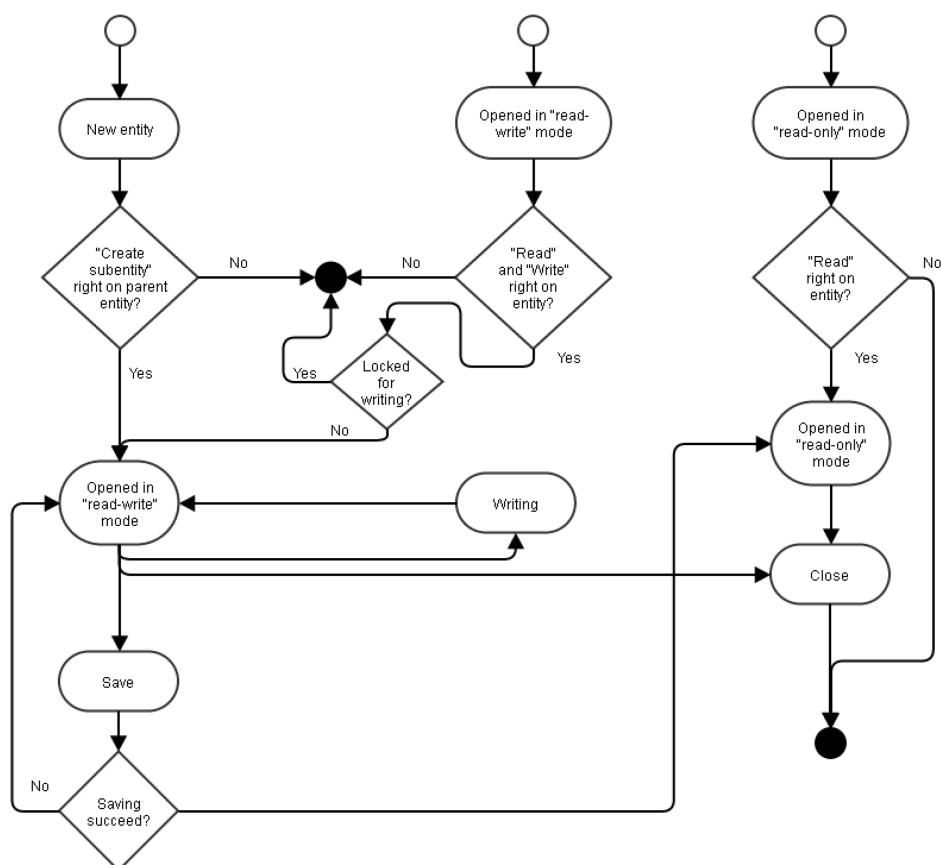 New entity
Opened in "read-
write" mode
Opened in
"read-only" mode
"Create
subentity"
right on parent
entity?
No
No
"Read"
and "Write"
right on
entity?
"Read"
right on
entity?
No
Yes
Yes
Locked
for
writing?
Yes
Yes
No
Opened in
"read-only"
mode
Opened in
"read-write"
mode
Writing
Close
Save
No
Saving
succeed?